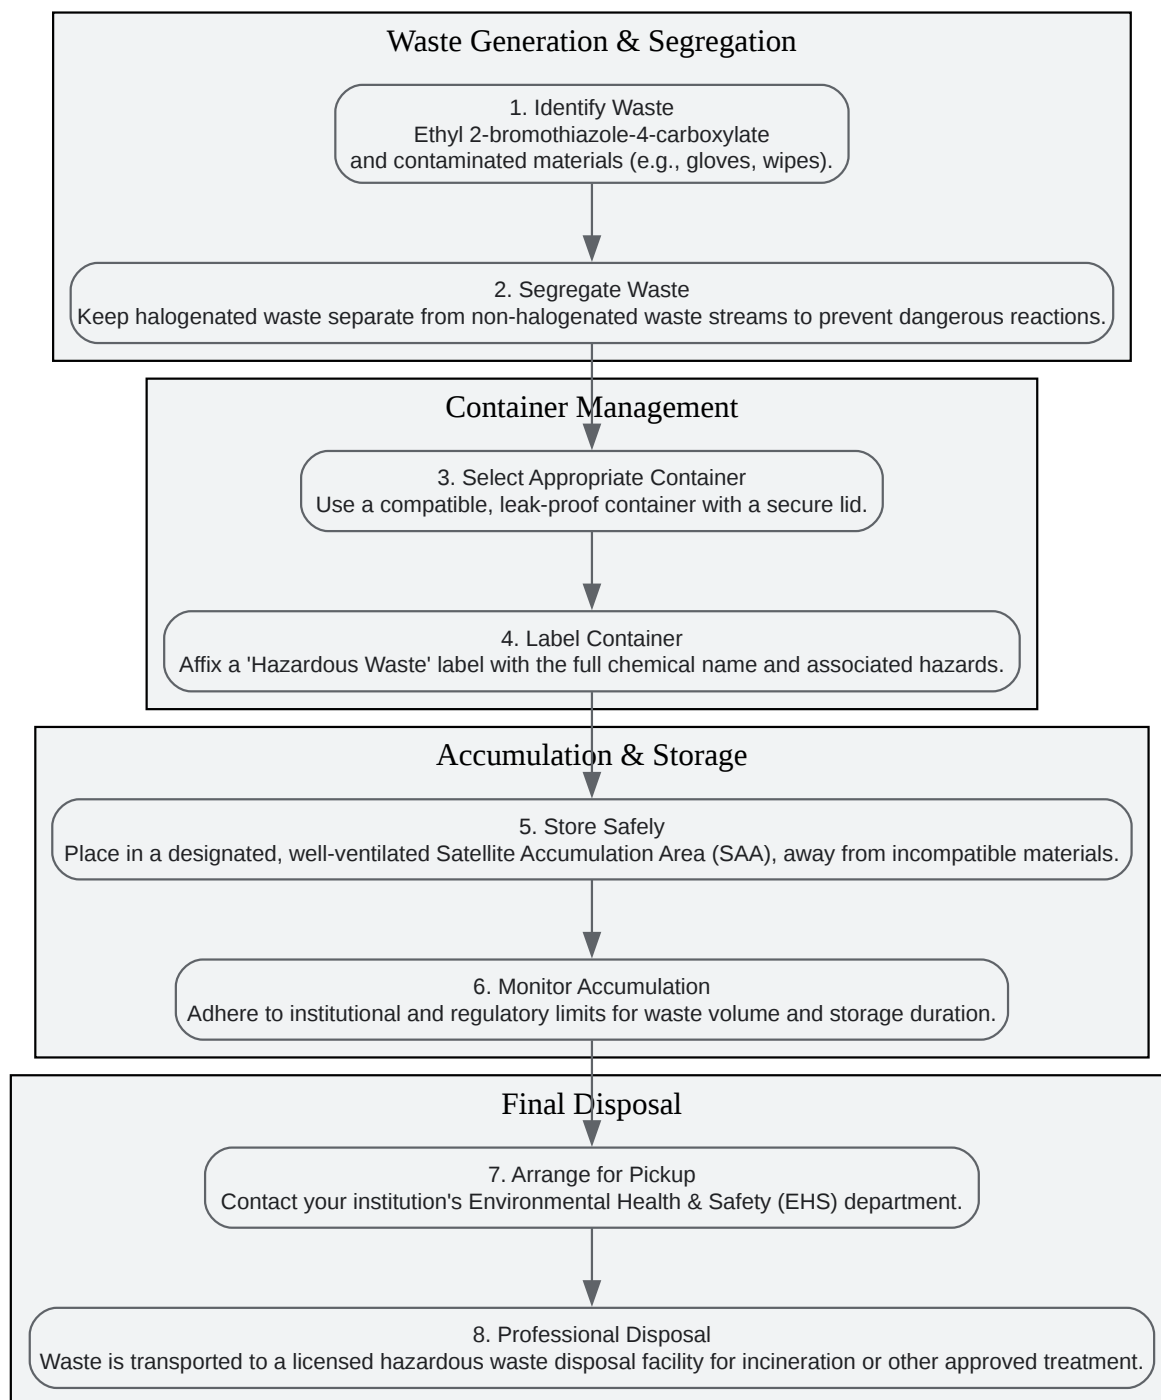 Waste Generation & Segregation
1. Identify Waste
Ethyl 2-bromothiazole-4-carboxylate
and contaminated materials (e.g., gloves, wipes).
2. Segregate Waste
Keep halogenated waste separate from non-halogenated waste streams to prevent dangerous reactions.
Container Management
3. Select Appropriate Container
Use a compatible, leak-proof container with a secure lid.
4. Label Container
Affix a 'Hazardous Waste' label with the full chemical name and associated hazards.
Accumulation & Storage
5. Store Safely
Place in a designated, well-ventilated Satellite Accumulation Area (SAA), away from incompatible materials.
6. Monitor Accumulation
Adhere to institutional and regulatory limits for waste volume and storage duration.
Final Disposal
7. Arrange for Pickup
Contact your institution's Environmental Health & Safety (EHS) department.
8. Professional Disposal
Waste is transported to a licensed hazardous waste disposal facility for incineration or other approved treatment.